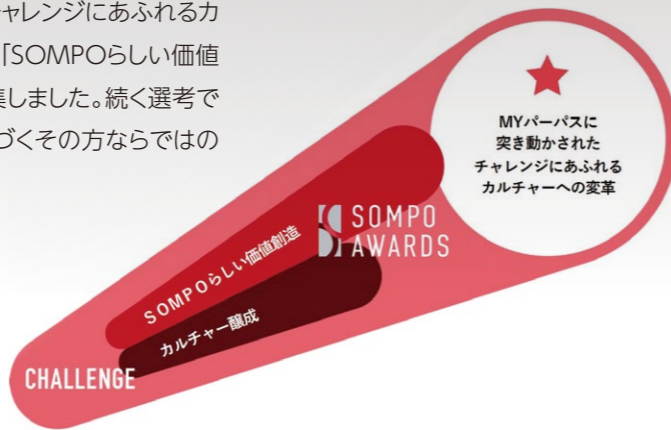 ャレンジにあふれるカ
「SOMPOらしい価値
集しました。続く選考で
づくその方ならではの
MYパーパスに
突き動かされた
チャレンジにあふれる
カルチャーへの変革
SOMPO
AWARDS
SOMPOらしい価値創造
カルチャー醸成
CHALLENGE